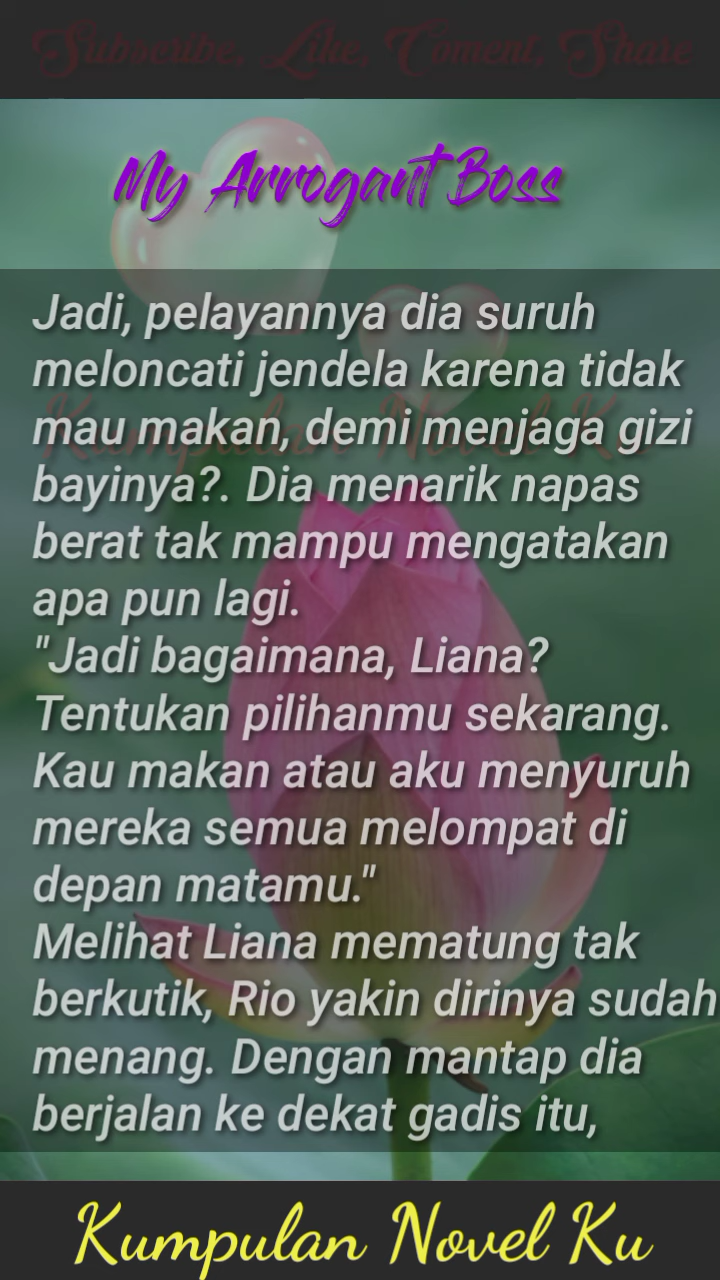 Subscribe, Like, Coment, Share
My Arrogant Boss
Jadi, pelayannya dia suruh
meloncati jendela karena tidak
mau makan, demi menjaga gizi
Kumpulan Novel Ku
bayinya?. Dia menarik napas
berat tak mampu mengatakan
apa pun lagi.
"Jadi bagaimana, Liana?
Tentukan pilihanmu sekarang.
Kau makan atau aku menyuruh
mereka semua melompat di
depan matamu."
Melihat Liana mematung tak
berkutik, Rio yakin dirinya sudah
menang. Dengan mantap dia
berjalan ke dekat gadis itu,
Kumpulan Novel Ku